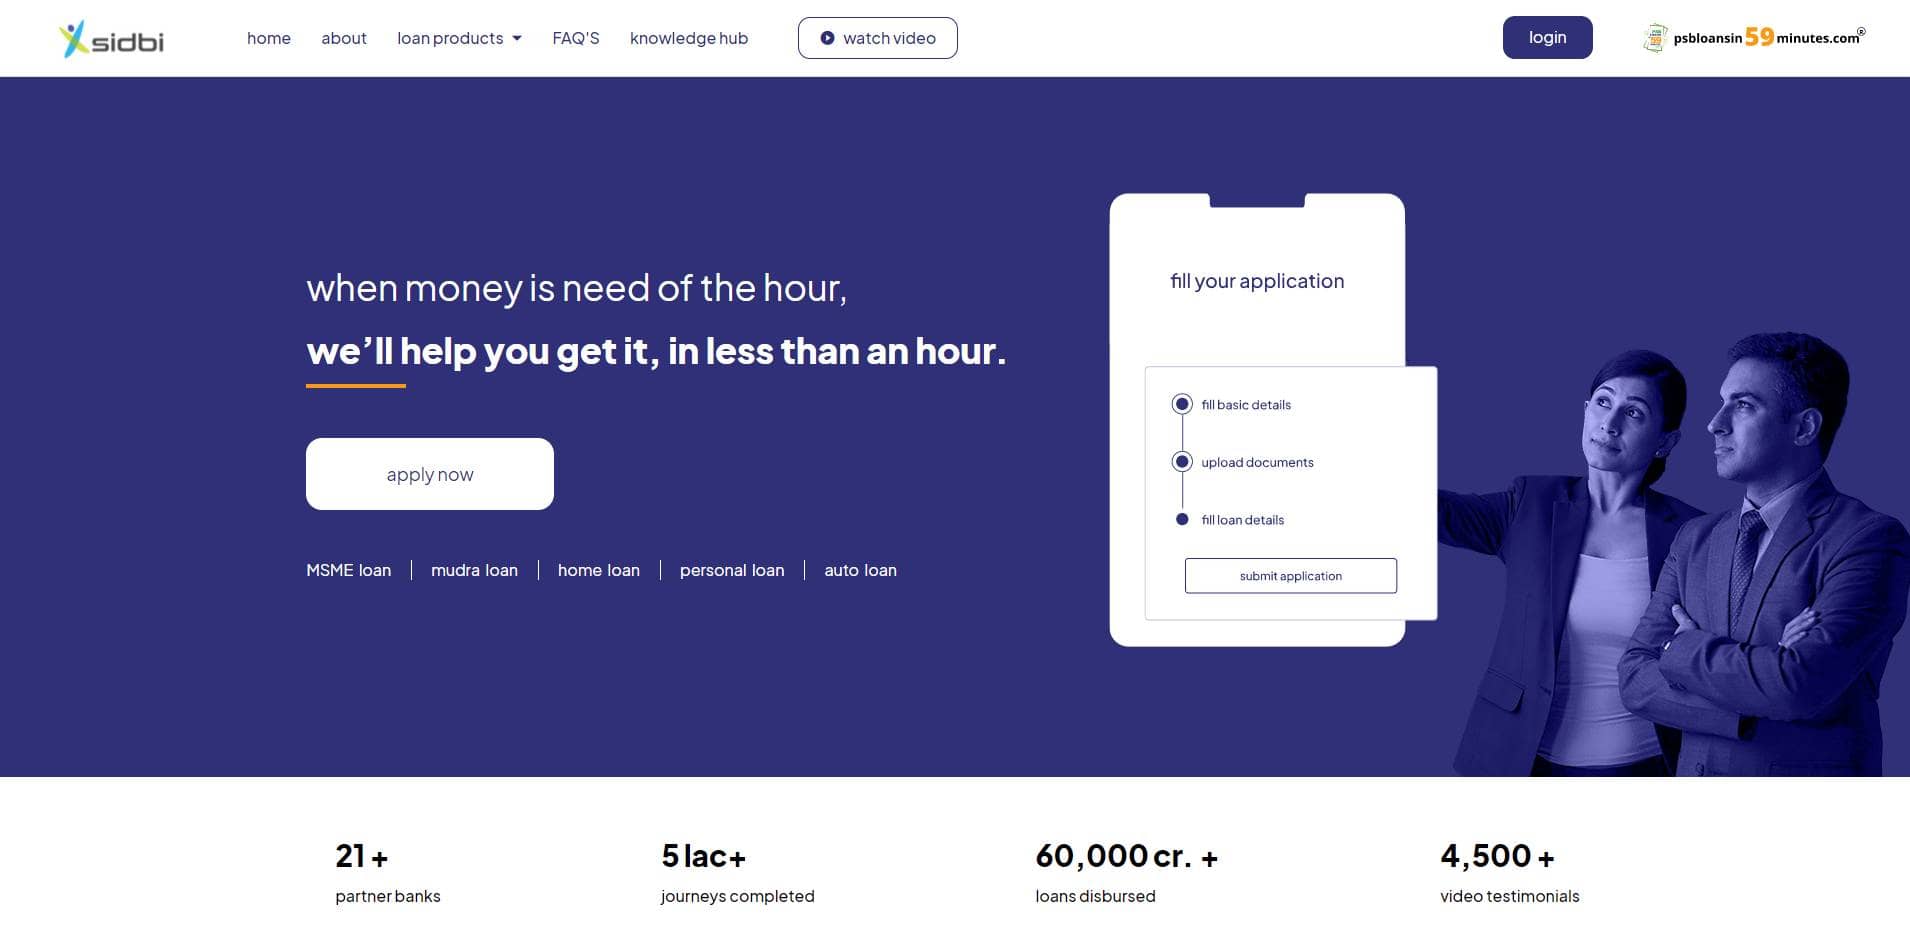 sidbi
home about loan products FAQ'S knowledge hub watch video login psbloansin59minutes.com®
when money is need of the hour,
we'll help you get it, in less than an hour.
apply now
MSME loan mudra loan home loan personal loan auto loan
fill your application
fill basic details
upload documents
fill loan details
submit application
21 + 5 lac+ 60,000 cr. + 4,500 +
partner banks journeys completed loans disbursed video testimonials